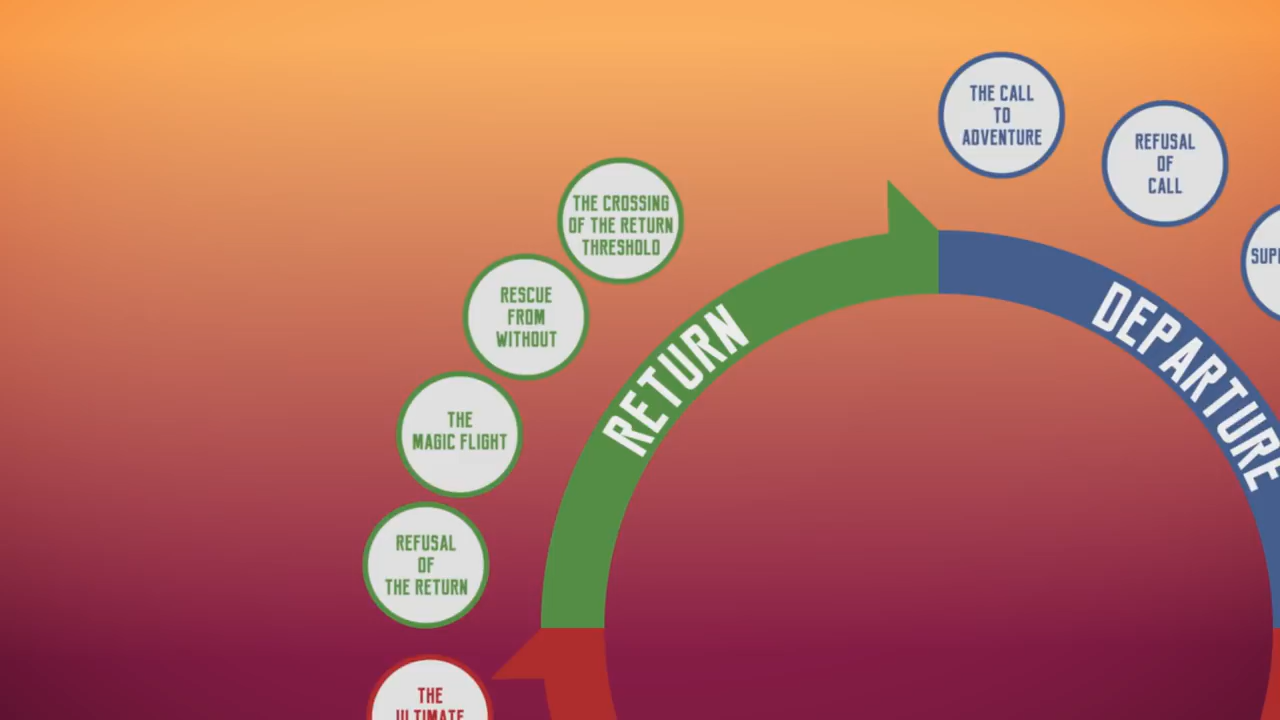 THE CALL
TO
ADVENTURE
REFUSAL
OF
CALL
THE CROSSING
OF THE RETURN
THRESHOLD
RESCUE
FROM
WITHOUT
THE
MAGIC FLIGHT
REFUSAL
OF
THE RETURN
THE
ULTIMATE
RETURN
DEPARTURE